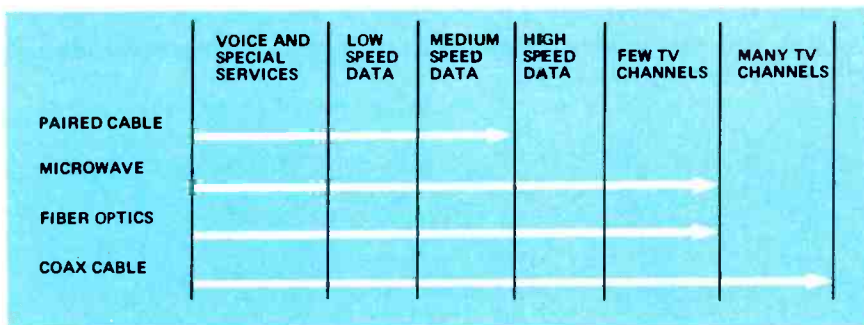 VOICE AND SPECIAL SERVICES
LOW SPEED DATA
MEDIUM SPEED DATA
HIGH SPEED DATA
FEW TV CHANNELS
MANY TV CHANNELS
PAIRED CABLE
MICROWAVE
FIBER OPTICS
COAX CABLE